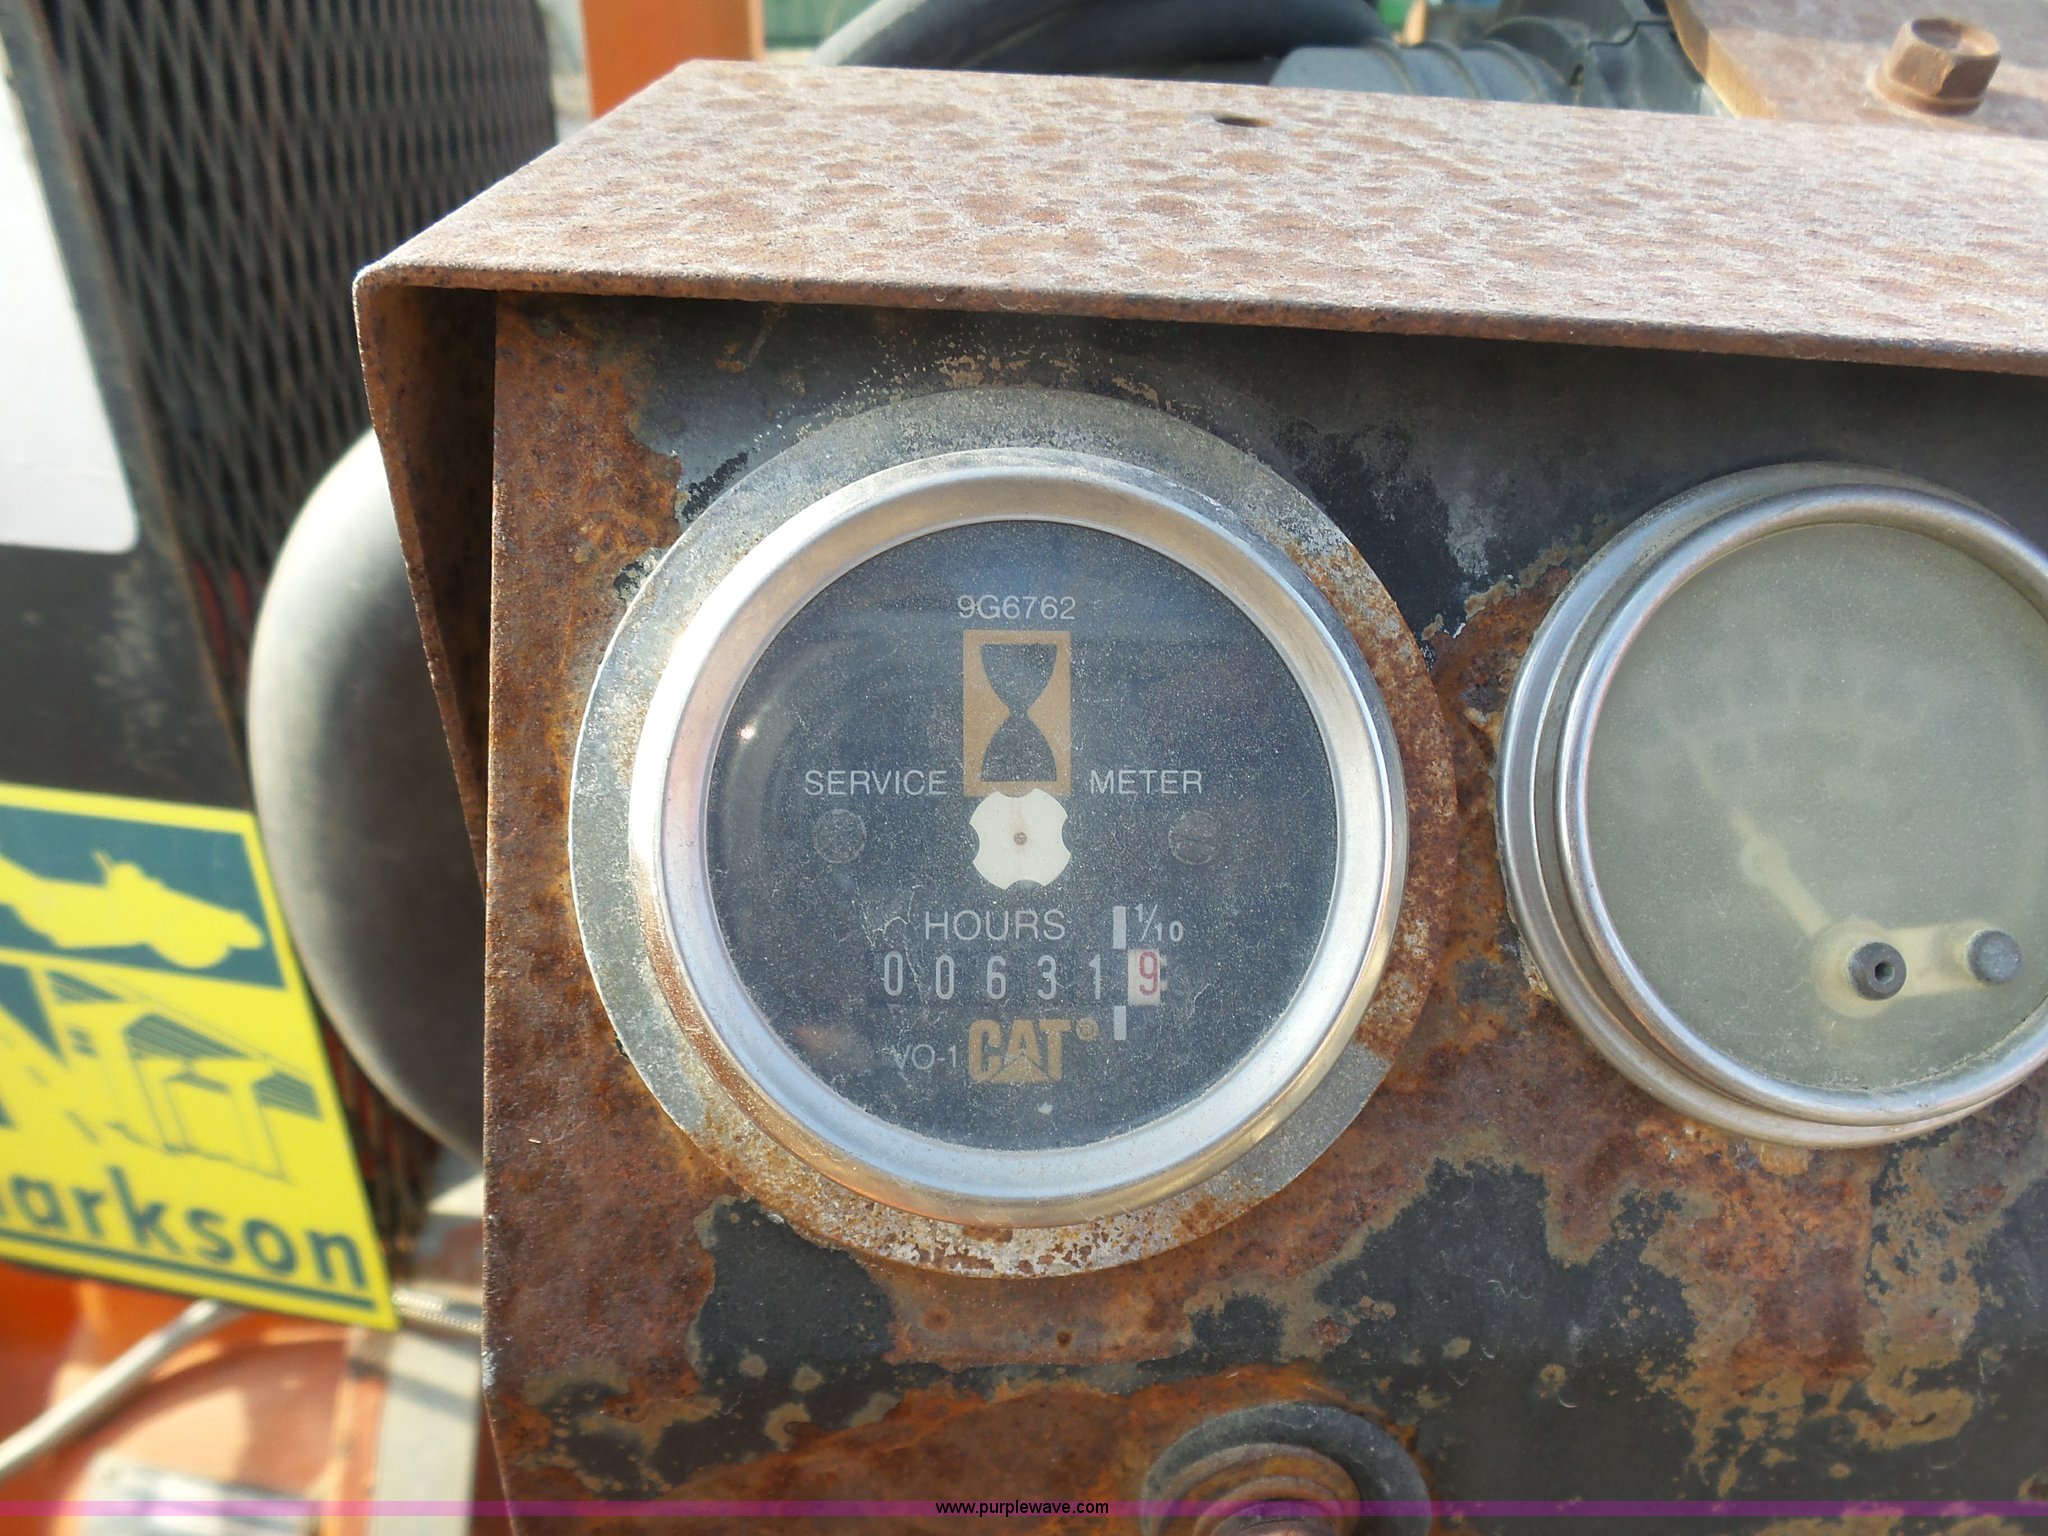 9G6762
SERVICE METER
HOURS 1/10
0 0 6 3 1 9
VO-1 CAT
arkson
www.purplewave.com